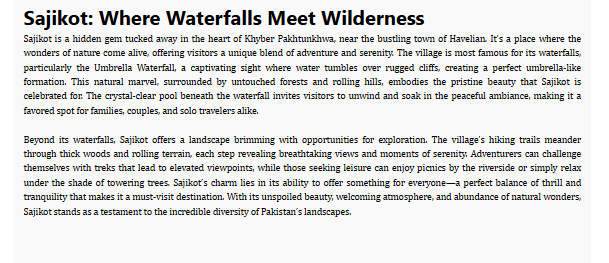 Sajikot: Where Waterfalls Meet Wilderness
Sajikot is a hidden gem tucked away in the heart of Khyber Pakhtunkhwa, near the bustling town of Havelian. It's a place where the
wonders of nature come alive, offering visitors a unique blend of adventure and serenity. The village is most famous for its waterfalls,
particularly the Umbrella Waterfall, a captivating sight where water tumbles over rugged cliffs, creating a perfect umbrella-like
formation. This natural marvel, surrounded by untouched forests and rolling hills, embodies the pristine beauty that Sajikot is
celebrated for. The crystal-clear pool beneath the waterfall invites visitors to unwind and soak in the peaceful ambiance, making it a
favored spot for families, couples, and solo travelers alike.
Beyond its waterfalls, Sajikot offers a landscape brimming with opportunities for exploration. The village's hiking trails meander
through thick woods and rolling terrain, each step revealing breathtaking views and moments of serenity. Adventurers can challenge
themselves with treks that lead to elevated viewpoints, while those seeking leisure can enjoy picnics by the riverside or simply relax
under the shade of towering trees. Sajikot's charm lies in its ability to offer something for everyone—a perfect balance of thrill and
tranquility that makes it a must-visit destination. With its unspoiled beauty, welcoming atmosphere, and abundance of natural wonders,
Sajikot stands as a testament to the incredible diversity of Pakistan's landscapes.